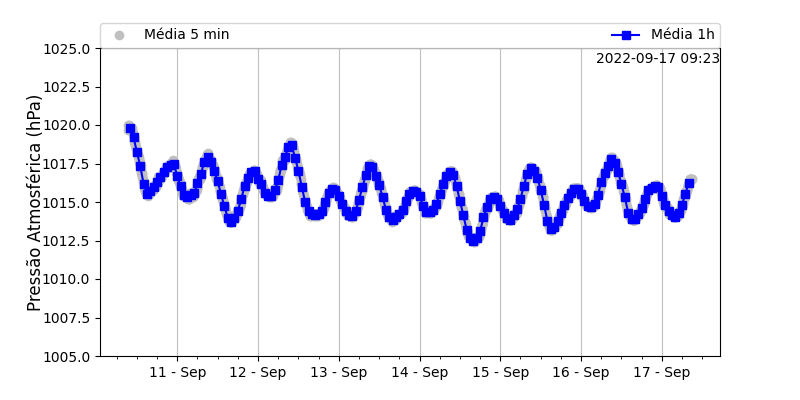 Média 5 min
Média 1h
2022-09-17 09:23
Pressão Atmosférica (hPa)
1025.0
1022.5
1020.0
1017.5
1015.0
1012.5
1010.0
1007.5
1005.0
11 - Sep
12 - Sep
13 - Sep
14 - Sep
15 - Sep
16 - Sep
17 - Sep